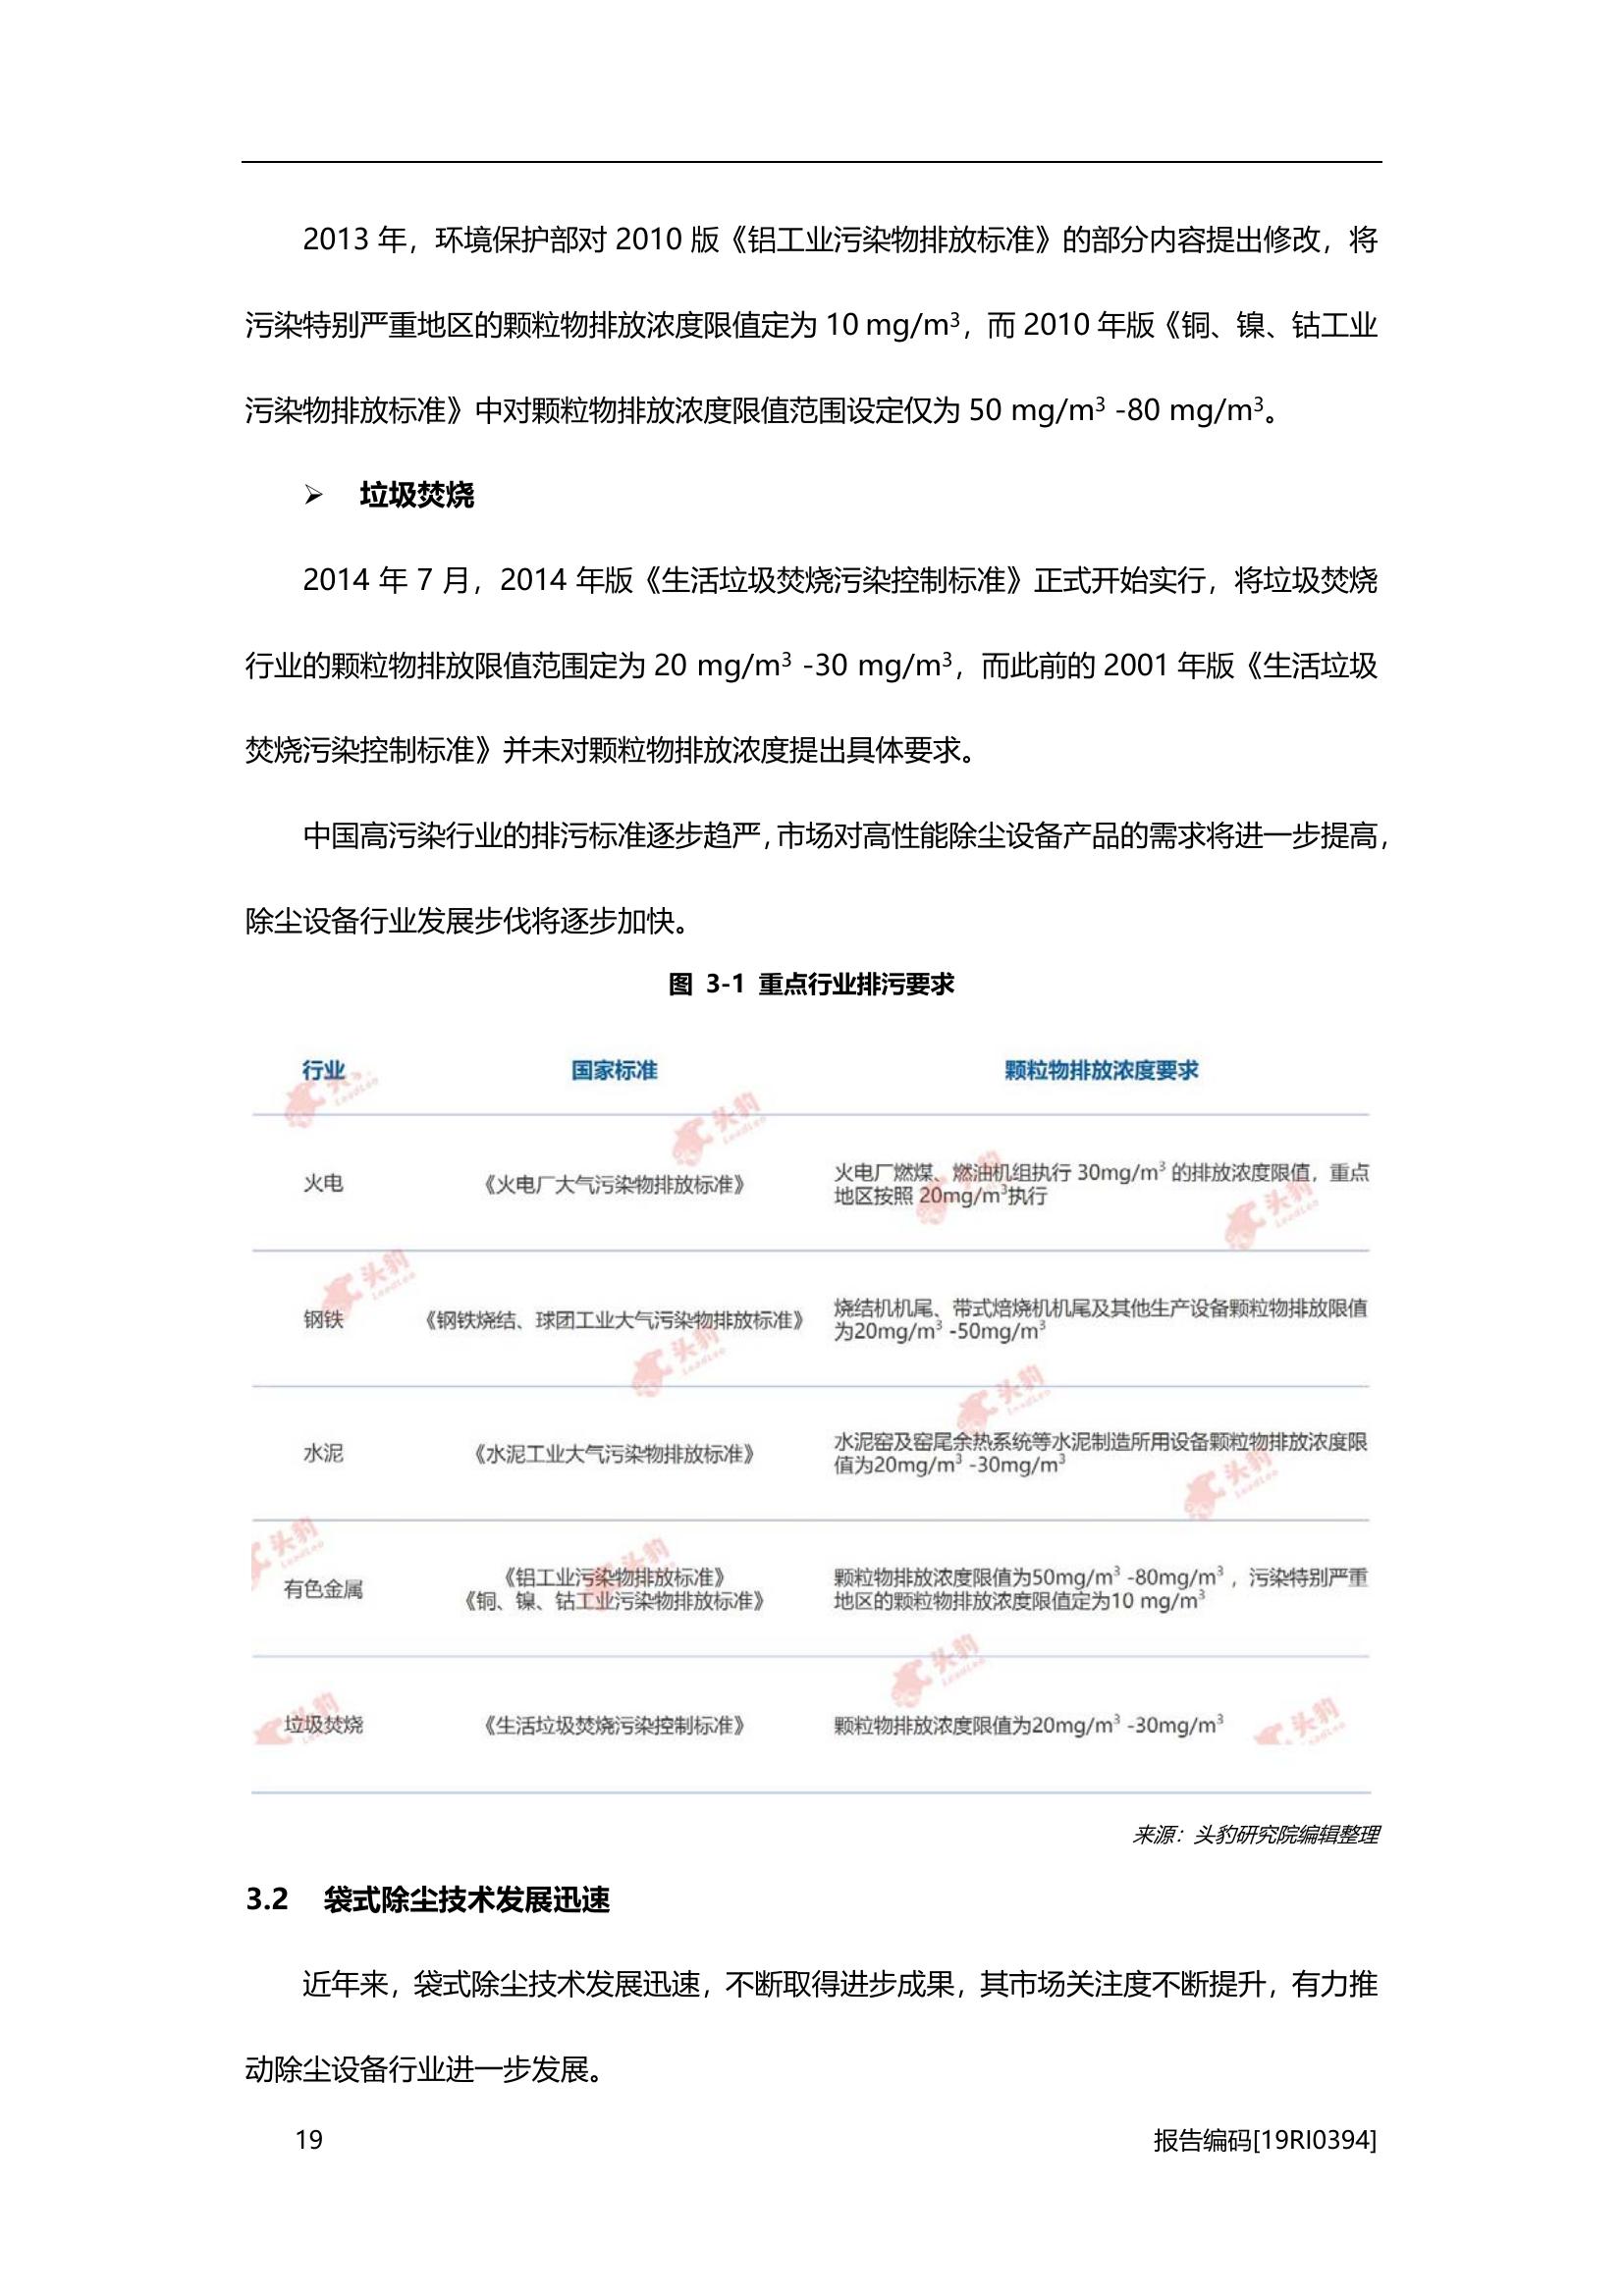 2013 年，环境保护部对 2010 版《铝工业污染物排放标准》的部分内容提出修改，将
污染特别严重地区的颗粒物排放浓度限值定为 10 mg/m³，而 2010 年版《铜、镍、钴工业
污染物排放标准》中对颗粒物排放浓度限值范围设定仅为 50 mg/m³ -80 mg/m³。
➢ 垃圾焚烧
2014 年 7 月，2014 年版《生活垃圾焚烧污染控制标准》正式开始实行，将垃圾焚烧
行业的颗粒物排放限值范围定为 20 mg/m³ -30 mg/m³，而此前的 2001 年版《生活垃圾
焚烧污染控制标准》并未对颗粒物排放浓度提出具体要求。
中国高污染行业的排污标准逐步趋严，市场对高性能除尘设备产品的需求将进一步提高，
除尘设备行业发展步伐将逐步加快。
图 3-1 重点行业排污要求
行业 国家标准 颗粒物排放浓度要求
火电 《火电厂大气污染物排放标准》 火电厂燃煤、燃油机组执行 30mg/m³ 的排放浓度限值，重点
地区按照 20mg/m³执行
钢铁 《钢铁烧结、球团工业大气污染物排放标准》 烧结机机尾、带式焙烧机机尾及其他生产设备颗粒物排放限值
为20mg/m³ -50mg/m³
水泥 《水泥工业大气污染物排放标准》 水泥窑及窑尾余热系统等水泥制造所用设备颗粒物排放浓度限
值为20mg/m³ -30mg/m³
有色金属 《铝工业污染物排放标准》 颗粒物排放浓度限值为50mg/m³ -80mg/m³ ，污染特别严重
《铜、镍、钴工业污染物排放标准》 地区的颗粒物排放浓度限值定为10 mg/m³
垃圾焚烧 《生活垃圾焚烧污染控制标准》 颗粒物排放浓度限值为20mg/m³ -30mg/m³
来源：头豹研究院编辑整理
3.2 袋式除尘技术发展迅速
近年来，袋式除尘技术发展迅速，不断取得进步成果，其市场关注度不断提升，有力推
动除尘设备行业进一步发展。
19 报告编码[19RI0394]